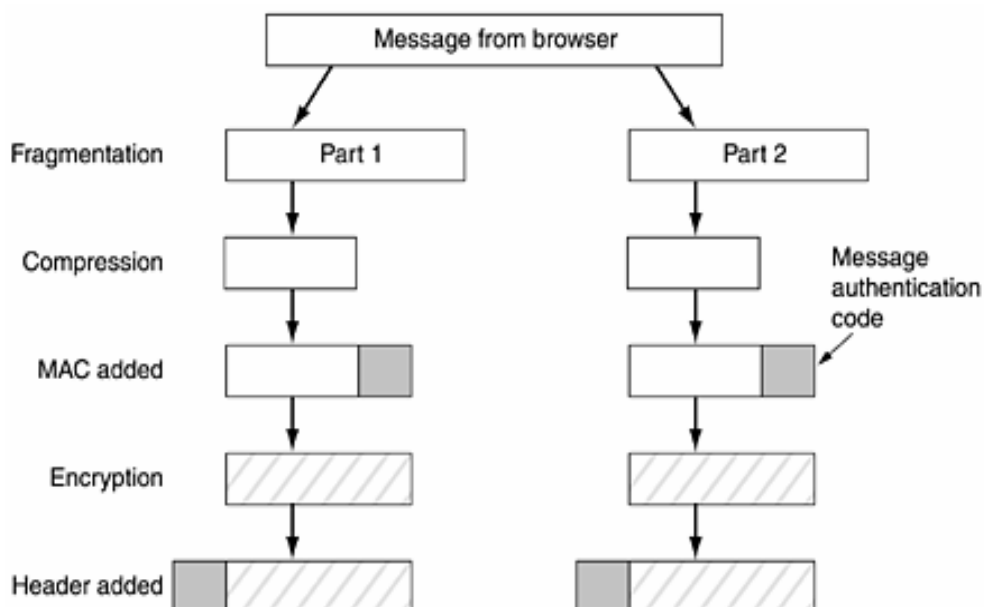 Message from browser
Fragmentation
Part 1
Part 2
Compression
Message
authentication
code
MAC added
Encryption
Header added